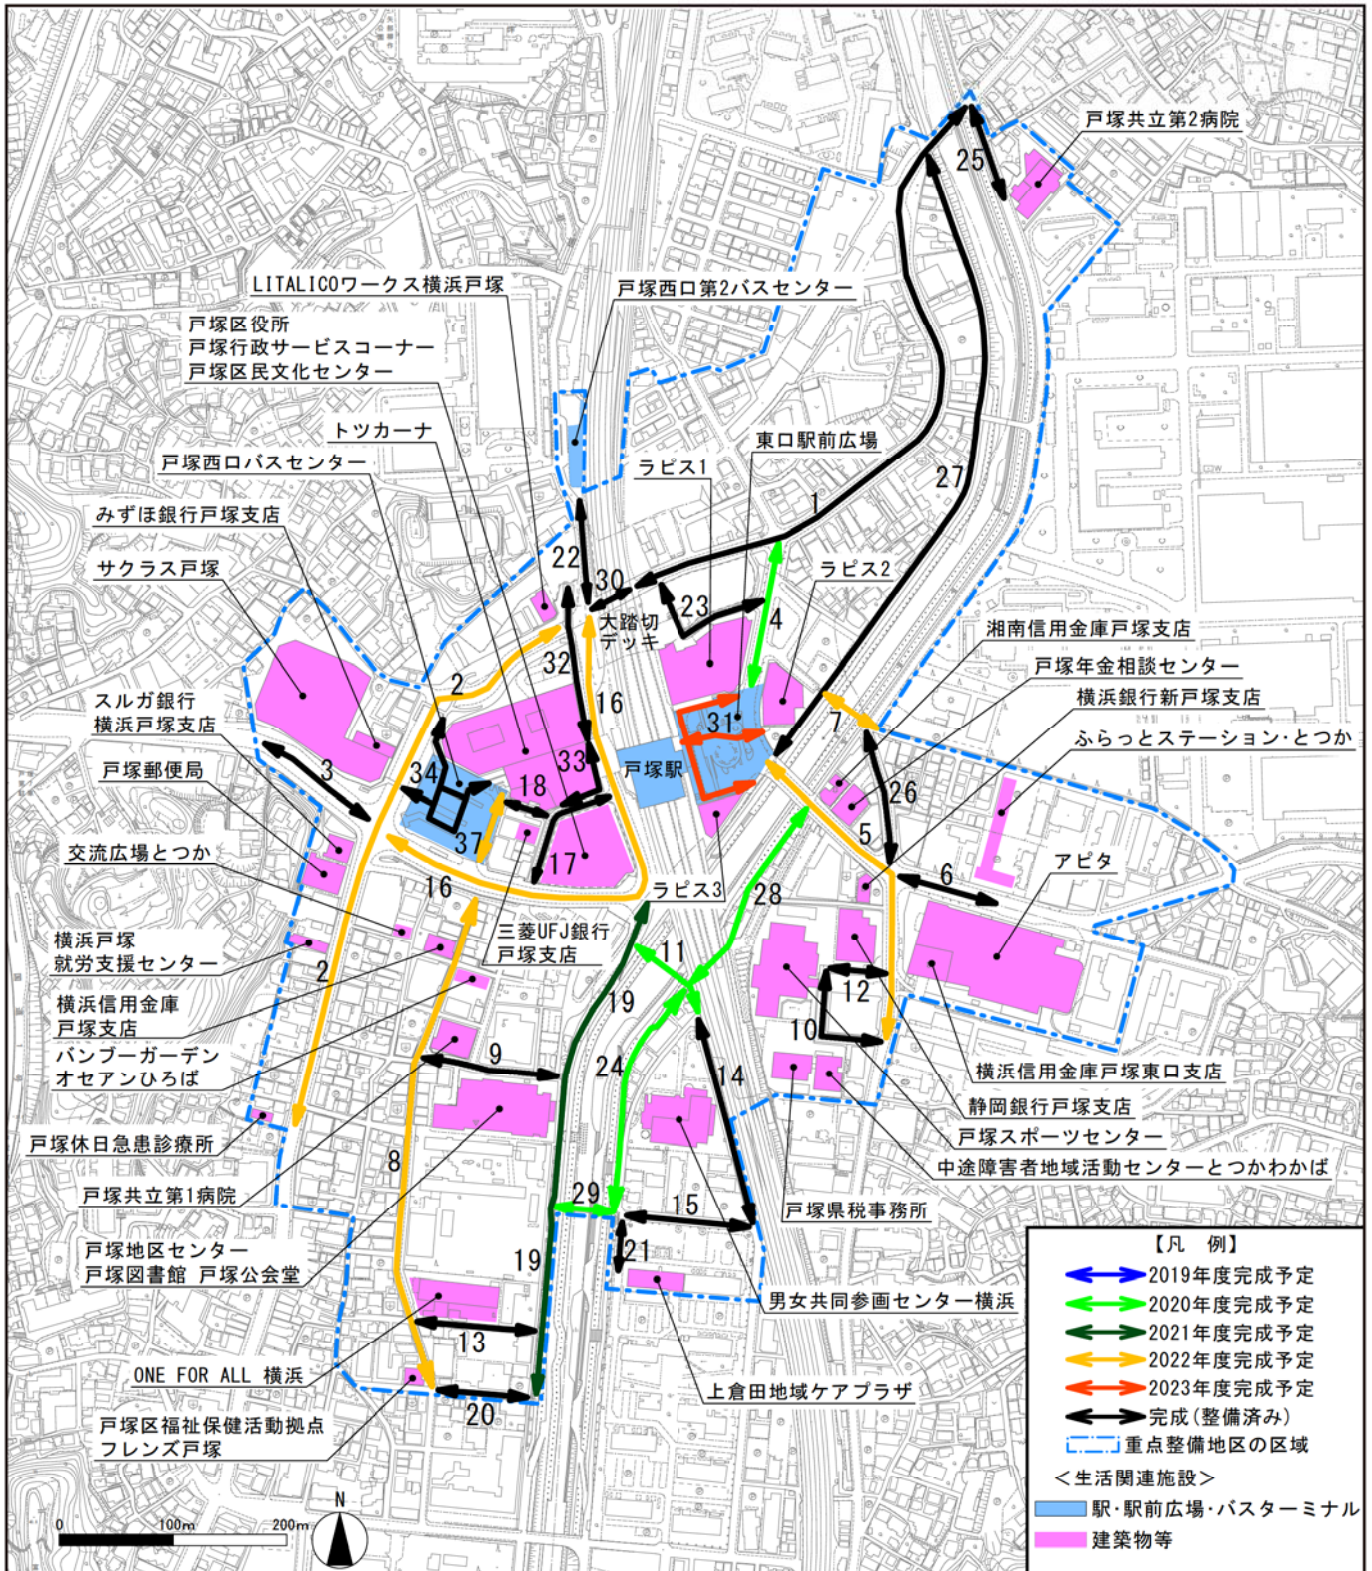 戸塚共立第2病院
25
LITALICOワークス横浜戸塚
戸塚西口第2バスセンター
戸塚区役所
戸塚行政サービスコーナー
戸塚区民文化センター
トツカーナ
東口駅前広場
戸塚西口バスセンター
ラピス1
27
みずほ銀行戸塚支店
1
サクラス戸塚
22
30
ラピス2
23
4
大踏切
デッキ
湘南信用金庫戸塚支店
戸塚年金相談センター
32
2
16
横浜銀行新戸塚支店
スルガ銀行
横浜戸塚支店
7
31
ふらっとステーション・とつか
3
戸塚駅
33
34
18
26
戸塚郵便局
37
5
交流広場とつか
17
アピタ
16
ラピス3
28
6
三菱UFJ銀行
戸塚支店
横浜戸塚
就労支援センター
11
2
12
19
横浜信用金庫
戸塚支店
10
バンブーガーデン
オセアンひろば
9
24
14
横浜信用金庫戸塚東口支店
静岡銀行戸塚支店
戸塚休日急患診療所
戸塚スポーツセンター
8
中途障害者地域活動センターとつかわかば
戸塚共立第1病院
29
15
戸塚県税事務所
戸塚地区センター
戸塚図書館 戸塚公会堂
19
21
男女共同参画センター横浜
13
ONE FOR ALL 横浜
上倉田地域ケアプラザ
20
戸塚区福祉保健活動拠点
フレンズ戸塚
N
0 100m 200m
【凡 例】
2019年度完成予定
2020年度完成予定
2021年度完成予定
2022年度完成予定
2023年度完成予定
完成(整備済み)
重点整備地区の区域
＜生活関連施設＞
駅・駅前広場・バスターミナル
建築物等